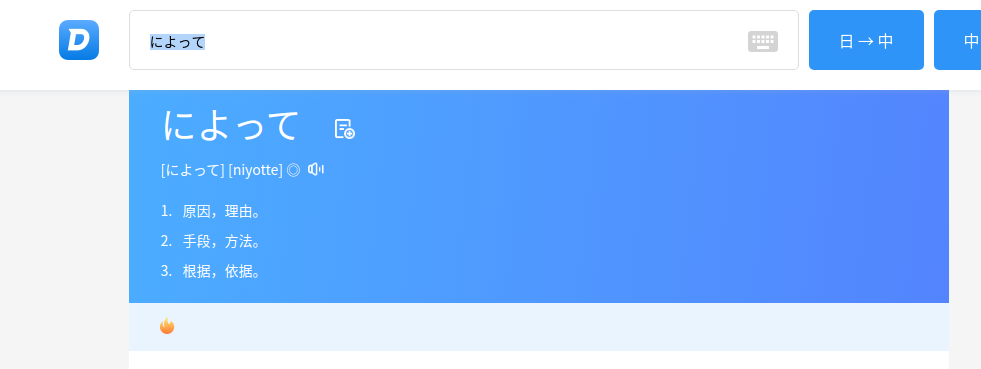 D
によって
日 → 中
中
によって
[によって] [niyotte] ◎
1. 原因，理由。
2. 手段，方法。
3. 根据，依据。